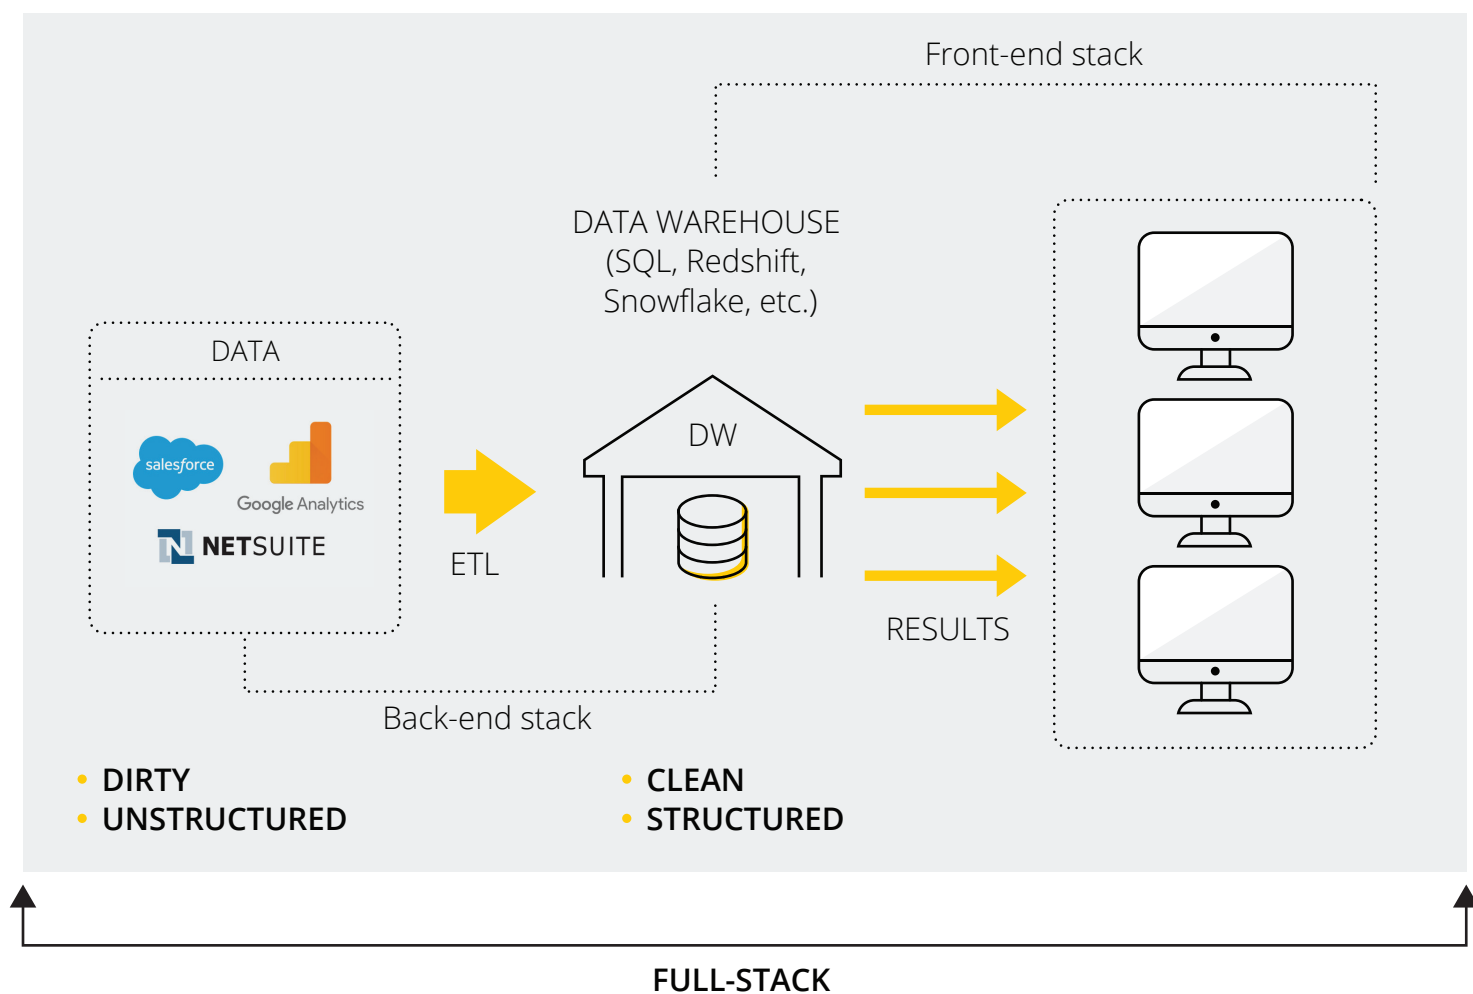 Front-end stack
DATA WAREHOUSE
(SQL, Redshift,
Snowflake, etc.)
DATA
salesforce
Google Analytics
NETSUITE
ETL
DW
RESULTS
Back-end stack
• DIRTY
• UNSTRUCTURED
• CLEAN
• STRUCTURED
FULL-STACK